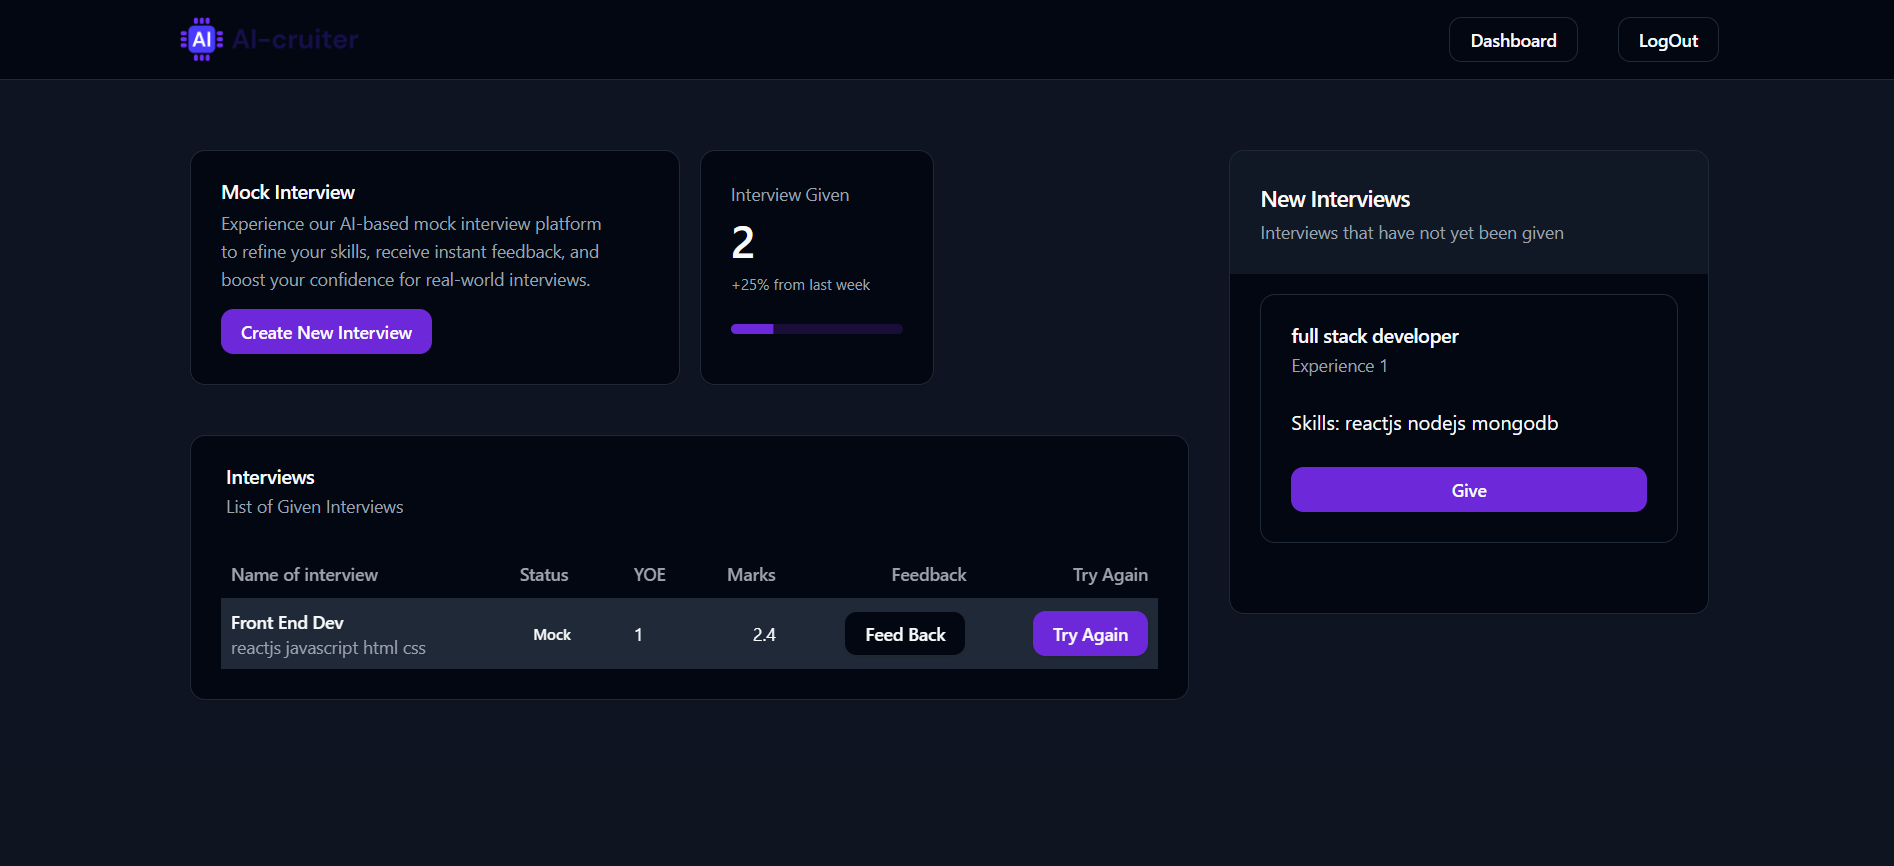 AI AI-cruiter
Dashboard
LogOut
Mock Interview
Experience our AI-based mock interview platform
to refine your skills, receive instant feedback, and
boost your confidence for real-world interviews.
Create New Interview
Interview Given
2
+25% from last week
New Interviews
Interviews that have not yet been given
full stack developer
Experience 1
Skills: reactjs nodejs mongodb
Give
Interviews
List of Given Interviews
Name of interview Status YOE Marks Feedback Try Again
Front End Dev
reactjs javascript html css
Mock 1 2.4 Feed Back Try Again